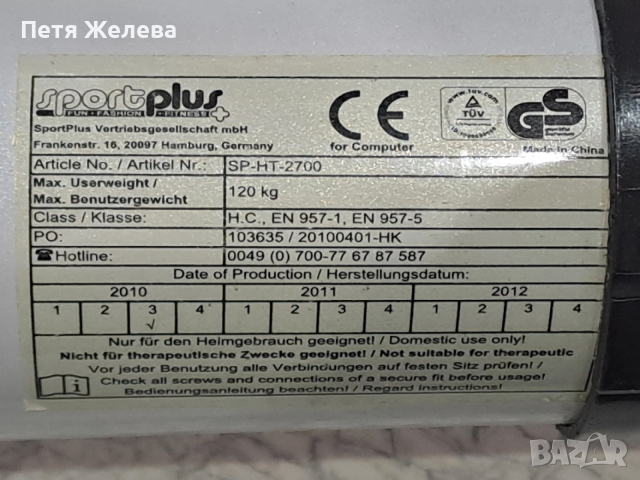 Петя Желева
sportplus
FUN • FASHION • FITNESS
SportPlus Vertriebsgesellschaft mbH
Frankenstr. 16, 20097 Hamburg, Germany
CE
for Computer
www.tuv.com
TÜV
GS
geprüfte Sicherheit
Made in China
Article No. / Artikel Nr.: SP-HT-2700
Max. Userweight /
Max. Benutzergewicht 120 kg
Class / Klasse: H.C., EN 957-1, EN 957-5
PO: 103635 / 20100401-HK
☎Hotline: 0049 (0) 700-77 67 87 587
Date of Production / Herstellungsdatum:
2010 2011 2012
1 2 3 4 1 2 3 4 1 2 3 4
√
Nur für den Heimgebrauch geeignet! / Domestic use only!
Nicht für therapeutische Zwecke geeignet! / Not suitable for therapeutic
Vor jeder Benutzung alle Verbindungen auf festen Sitz prüfen! /
Check all screws and connections of a secure fit before usage!
Bedienungsanleitung beachten! / Regard Instructions!
BAZAR